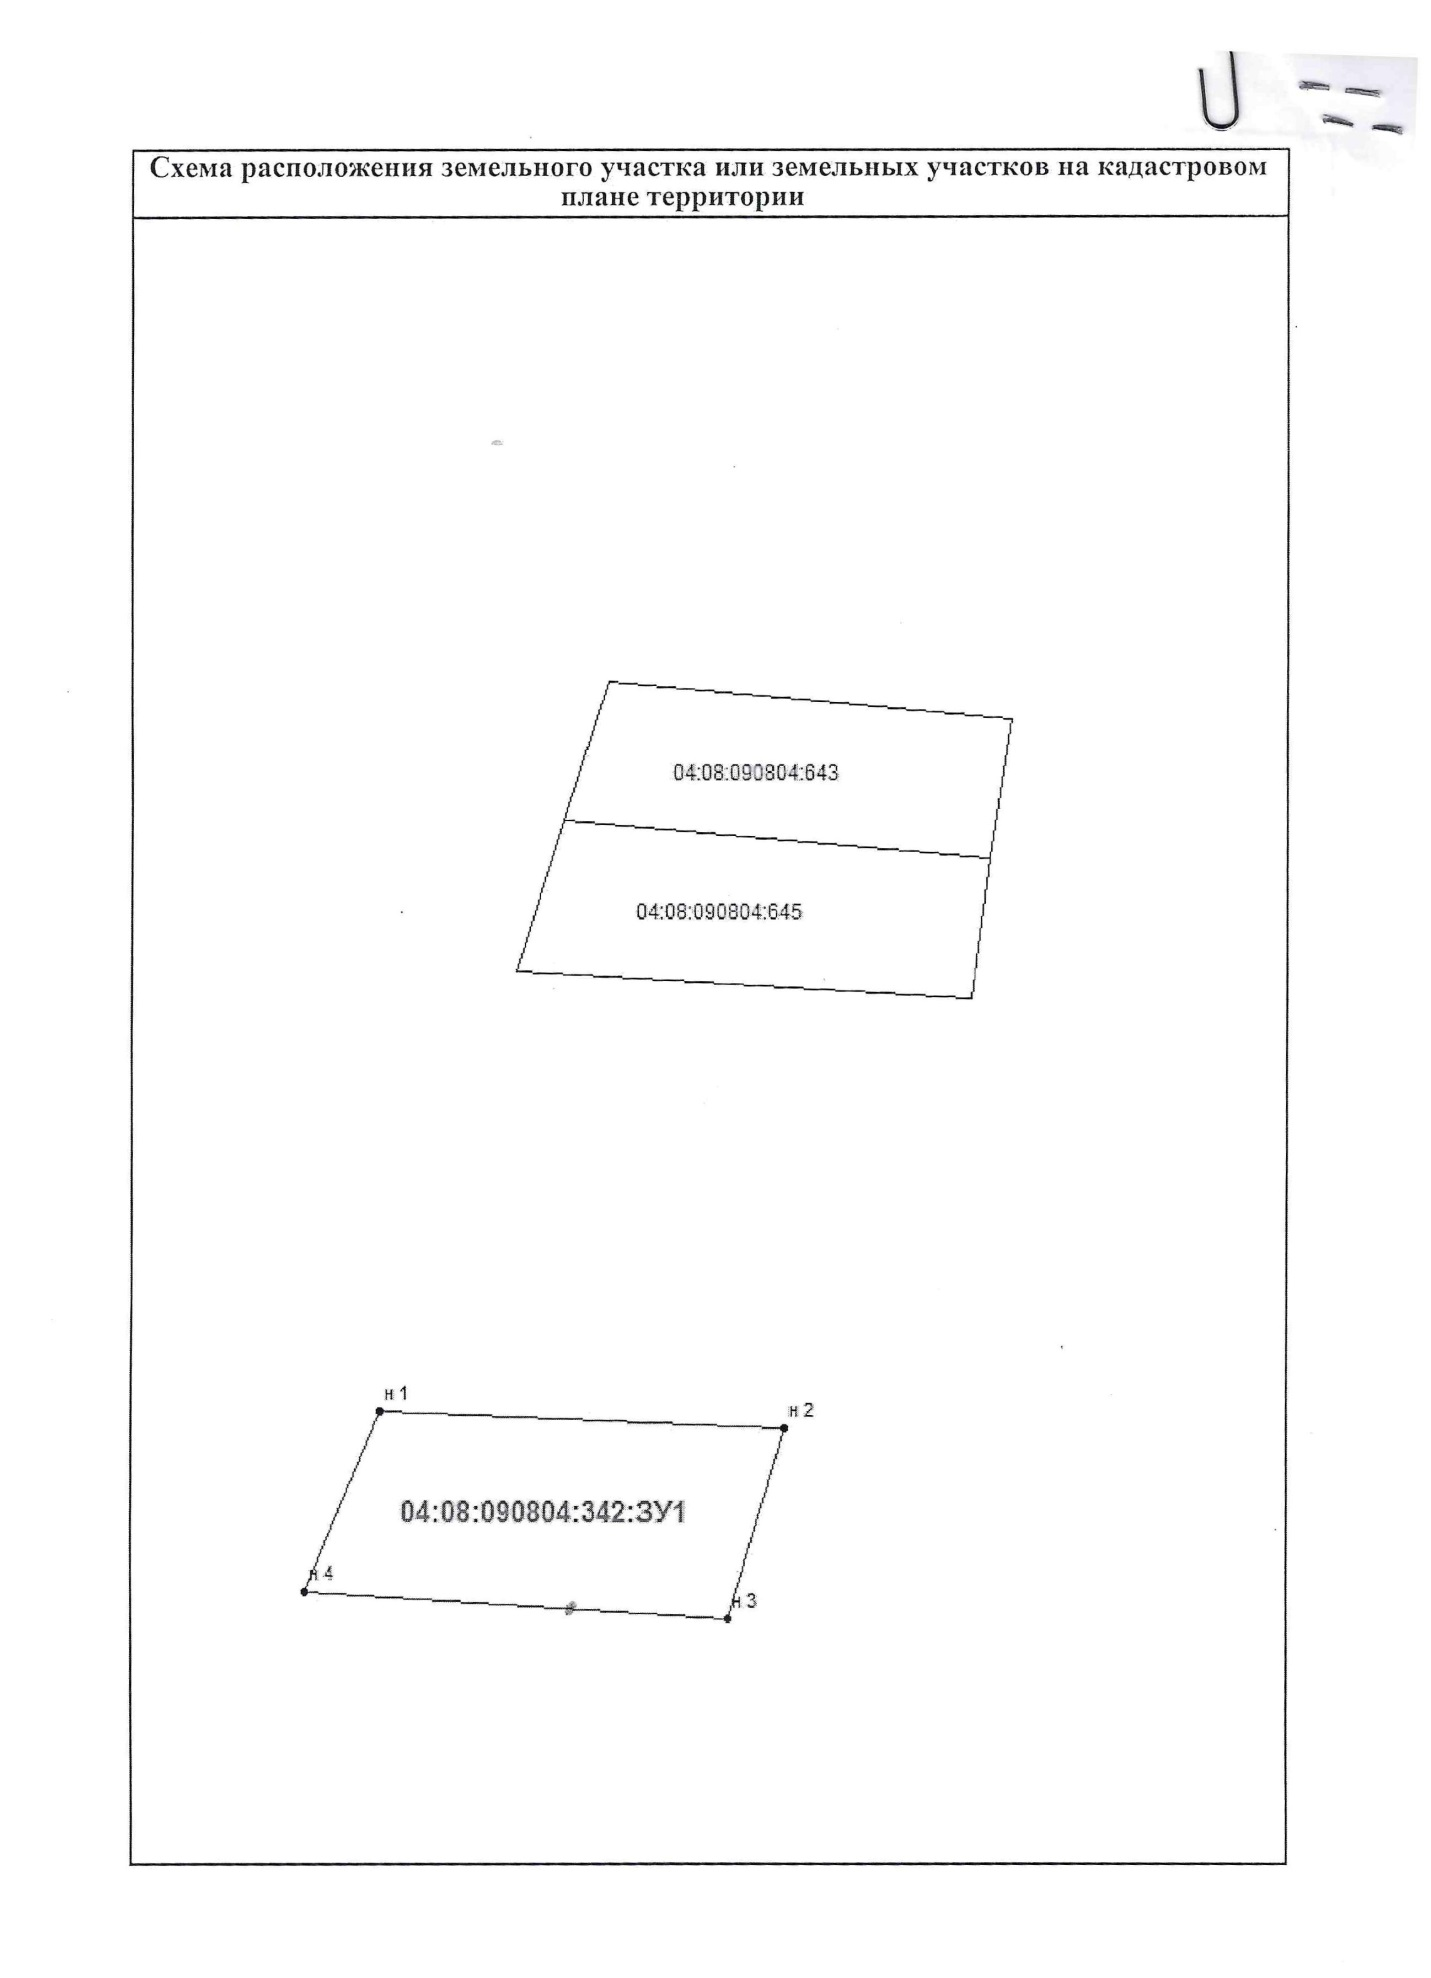 Схема расположения земельного участка или земельных участков на кадастровом
плане территории
04:08:090804:643
04:08:090804:645
н 1
н 2
04:08:090804:342:ЗУ1
н 4
н 3